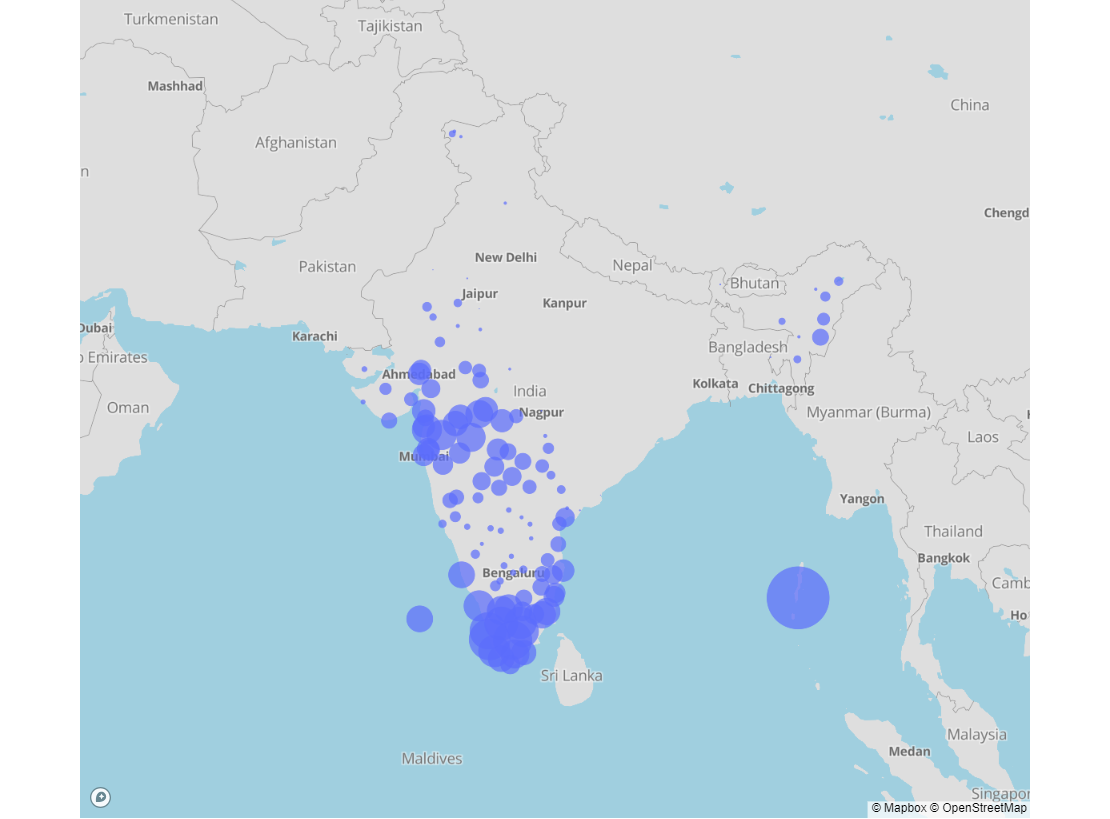 Turkmenistan
Tajikistan
Mashhad
China
Afghanistan
n
Chengd
New Delhi
Pakistan
Nepal
Bhutan
Jaipur
Kanpur
Dubai
Karachi
Bangladesh
Emirates
Ahmedabad
Kolkata
Chittagong
India
Oman
Nagpur
Myanmar (Burma)
Laos
Mumbai
Yangon
Thailand
Bangkok
Bengaluru
Camb
Ho
Sri Lanka
Malaysia
Maldives
Medan
Singapor
© Mapbox © OpenStreetMap